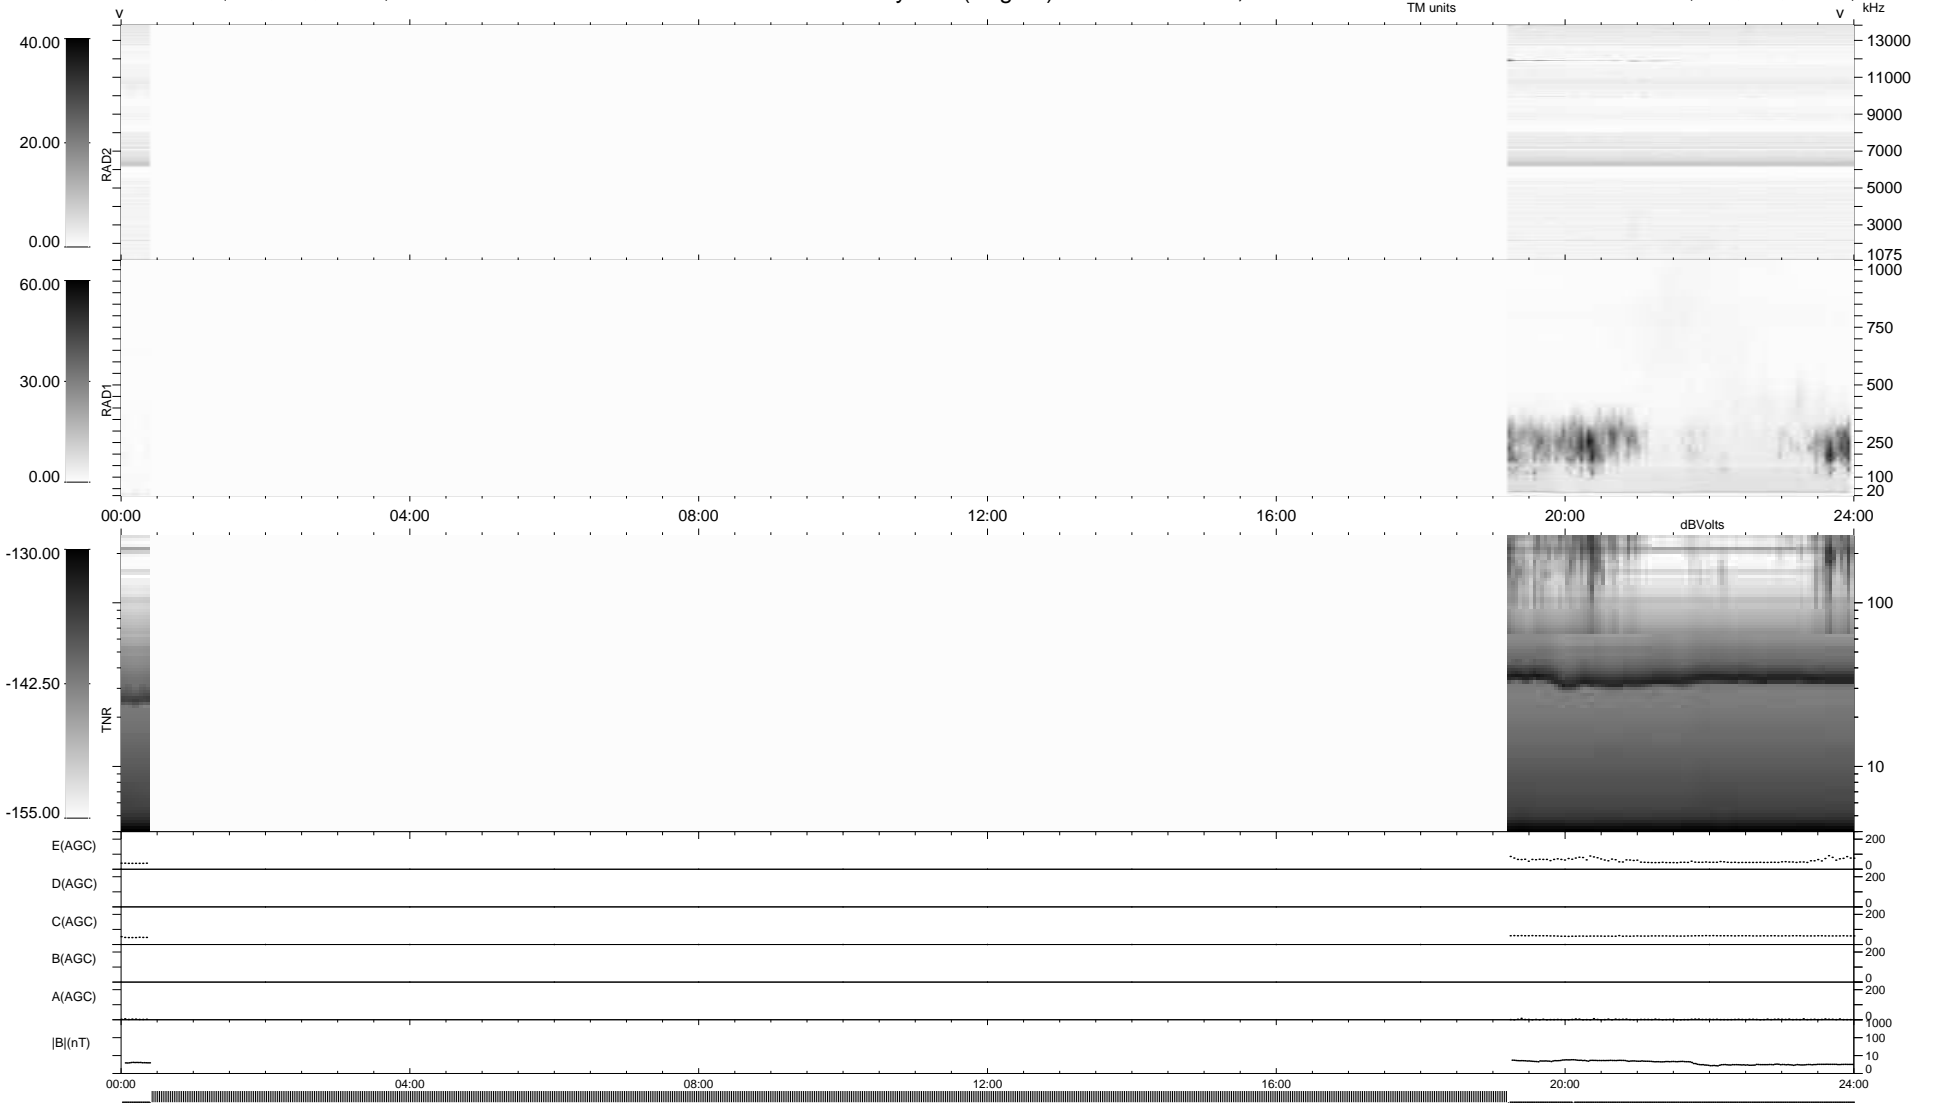 v TM units v kHz
40.00
20.00
0.00
RAD2
13000
11000
9000
7000
5000
3000
1075
60.00
30.00
0.00
RAD1
1000
750
500
250
100
20
00:00 04:00 08:00 12:00 16:00 20:00 24:00
dBVolts
-130.00
-142.50
-155.00
TNR
100
10
E(AGC) 200 0
D(AGC) 200 0
C(AGC) 200 0
B(AGC) 200 0
A(AGC) 200 0
|B|(nT) 1000 100 10 0
00:00 04:00 08:00 12:00 16:00 20:00 24:00